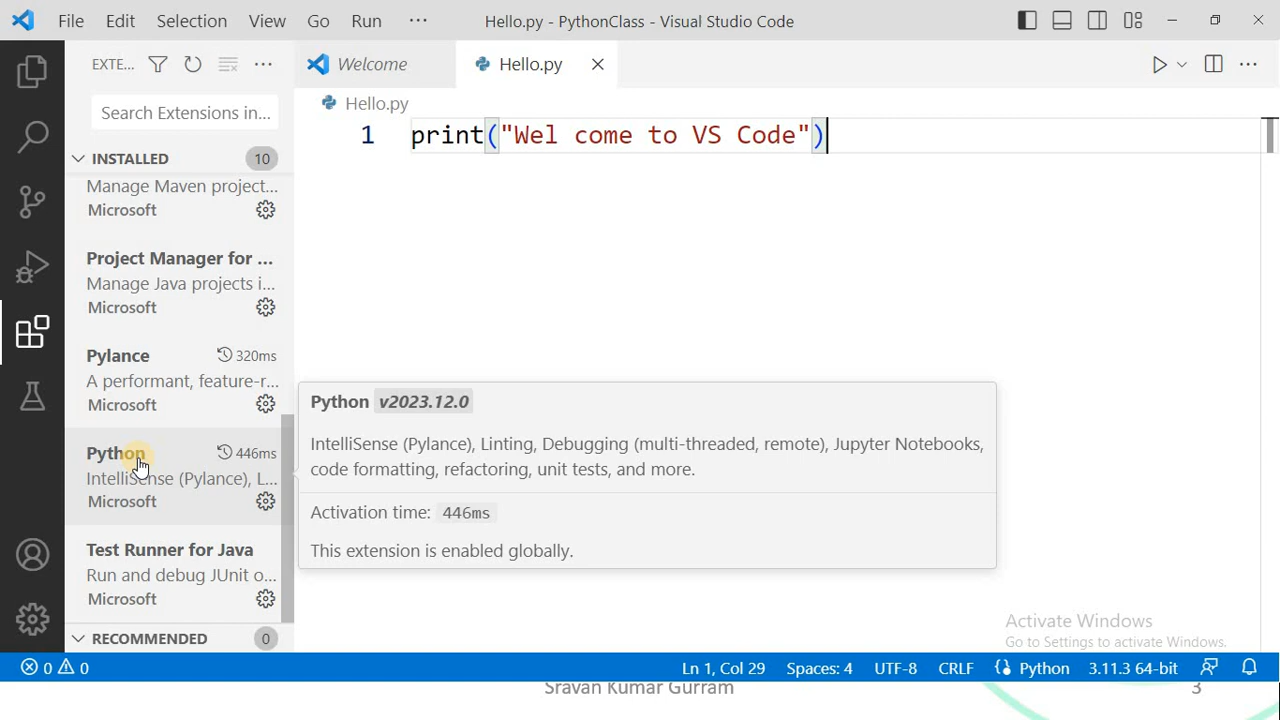 File Edit Selection View Go Run ··· Hello.py - PythonClass - Visual Studio Code
EXTE... Welcome Hello.py
Search Extensions in...
Hello.py
1 print("Wel come to VS Code")
INSTALLED 10
Manage Maven project...
Microsoft
Project Manager for ...
Manage Java projects i...
Microsoft
Pylance 320ms
A performant, feature-r...
Microsoft
Python 446ms
IntelliSense (Pylance), L...
Microsoft
Test Runner for Java
Run and debug JUnit o...
Microsoft
RECOMMENDED 0
Python v2023.12.0
IntelliSense (Pylance), Linting, Debugging (multi-threaded, remote), Jupyter Notebooks,
code formatting, refactoring, unit tests, and more.
Activation time: 446ms
This extension is enabled globally.
Activate Windows
Go to Settings to activate Windows.
0 0 Ln 1, Col 29 Spaces: 4 UTF-8 CRLF Python 3.11.3 64-bit
Sravan Kumar Gurram 3